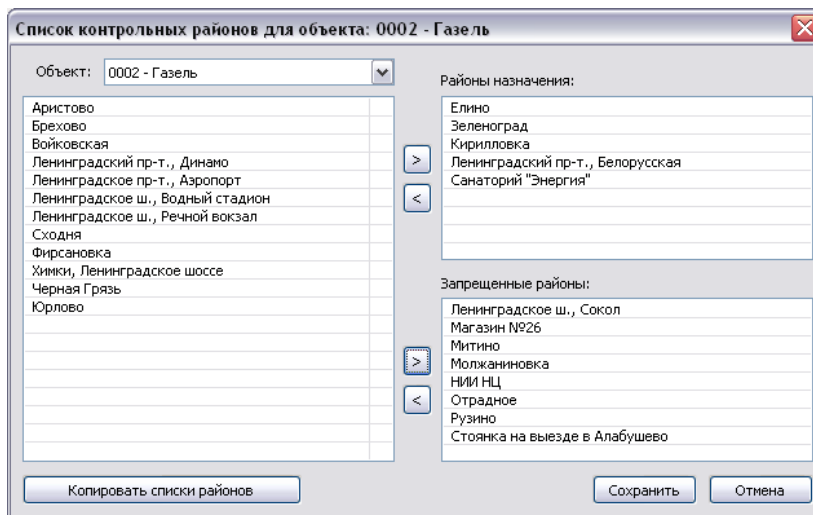 Список контрольных районов для объекта: 0002 - Газель
Объект: 0002 - Газель
Аристово
Брехово
Войковская
Ленинградский пр-т., Динамо
Ленинградское пр-т., Аэропорт
Ленинградское ш., Водный стадион
Ленинградское ш., Речной вокзал
Сходня
Фирсановка
Химки, Ленинградское шоссе
Черная Грязь
Юрлово
>
<
Районы назначения:
Елино
Зеленоград
Кирилловка
Ленинградский пр-т., Белорусская
Санаторий "Энергия"
Запрещенные районы:
>
<
Ленинградское ш., Сокол
Магазин №26
Митино
Молжаниновка
НИИ НЦ
Отрадное
Рузино
Стоянка на выезде в Алабушево
Копировать списки районов
Сохранить
Отмена